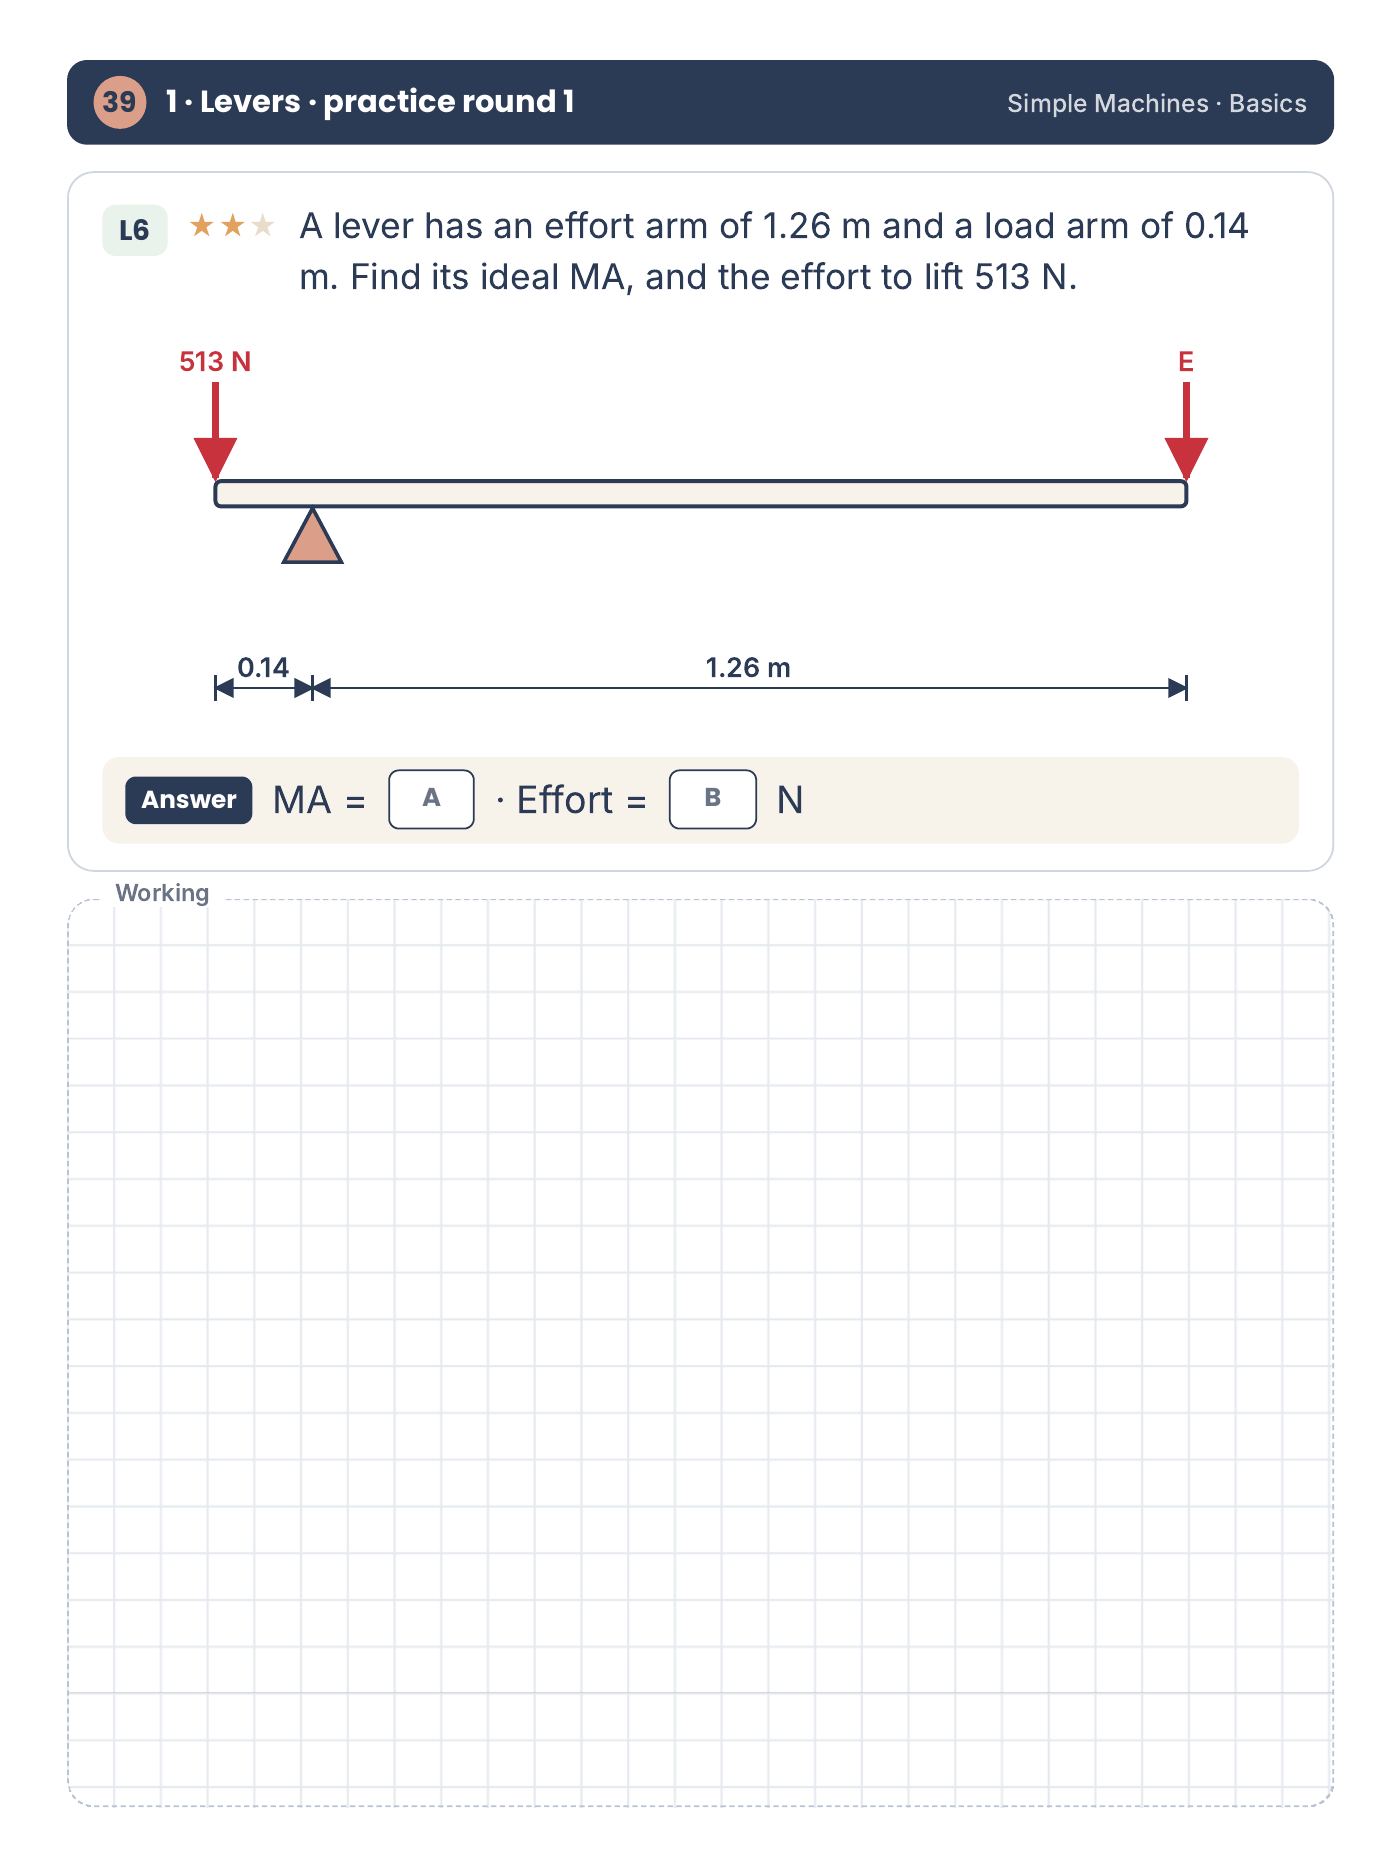 39 1 · Levers · practice round 1 Simple Machines · Basics
L6 ★★★ A lever has an effort arm of 1.26 m and a load arm of 0.14
m. Find its ideal MA, and the effort to lift 513 N.
513 N E
0.14 1.26 m
Answer MA = A · Effort = B N
Working